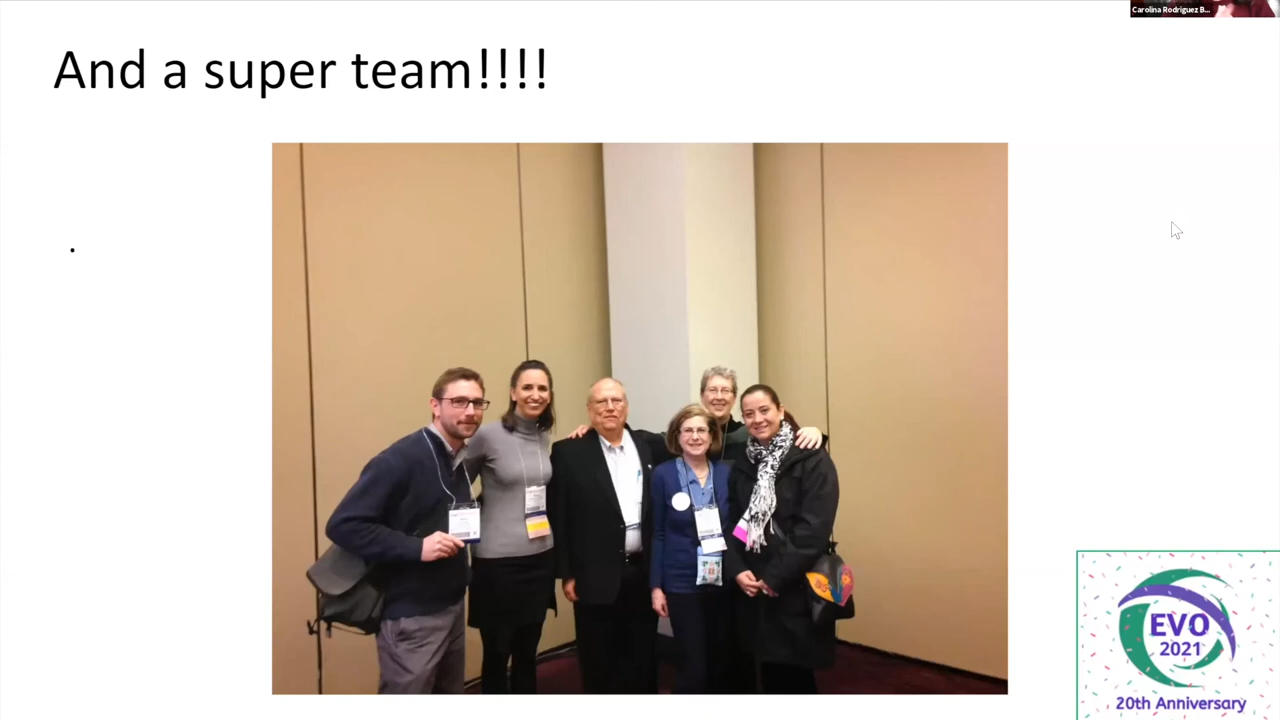 Carolina Rodriguez B...
And a super team!!!!
.
EVO
2021
20th Anniversary